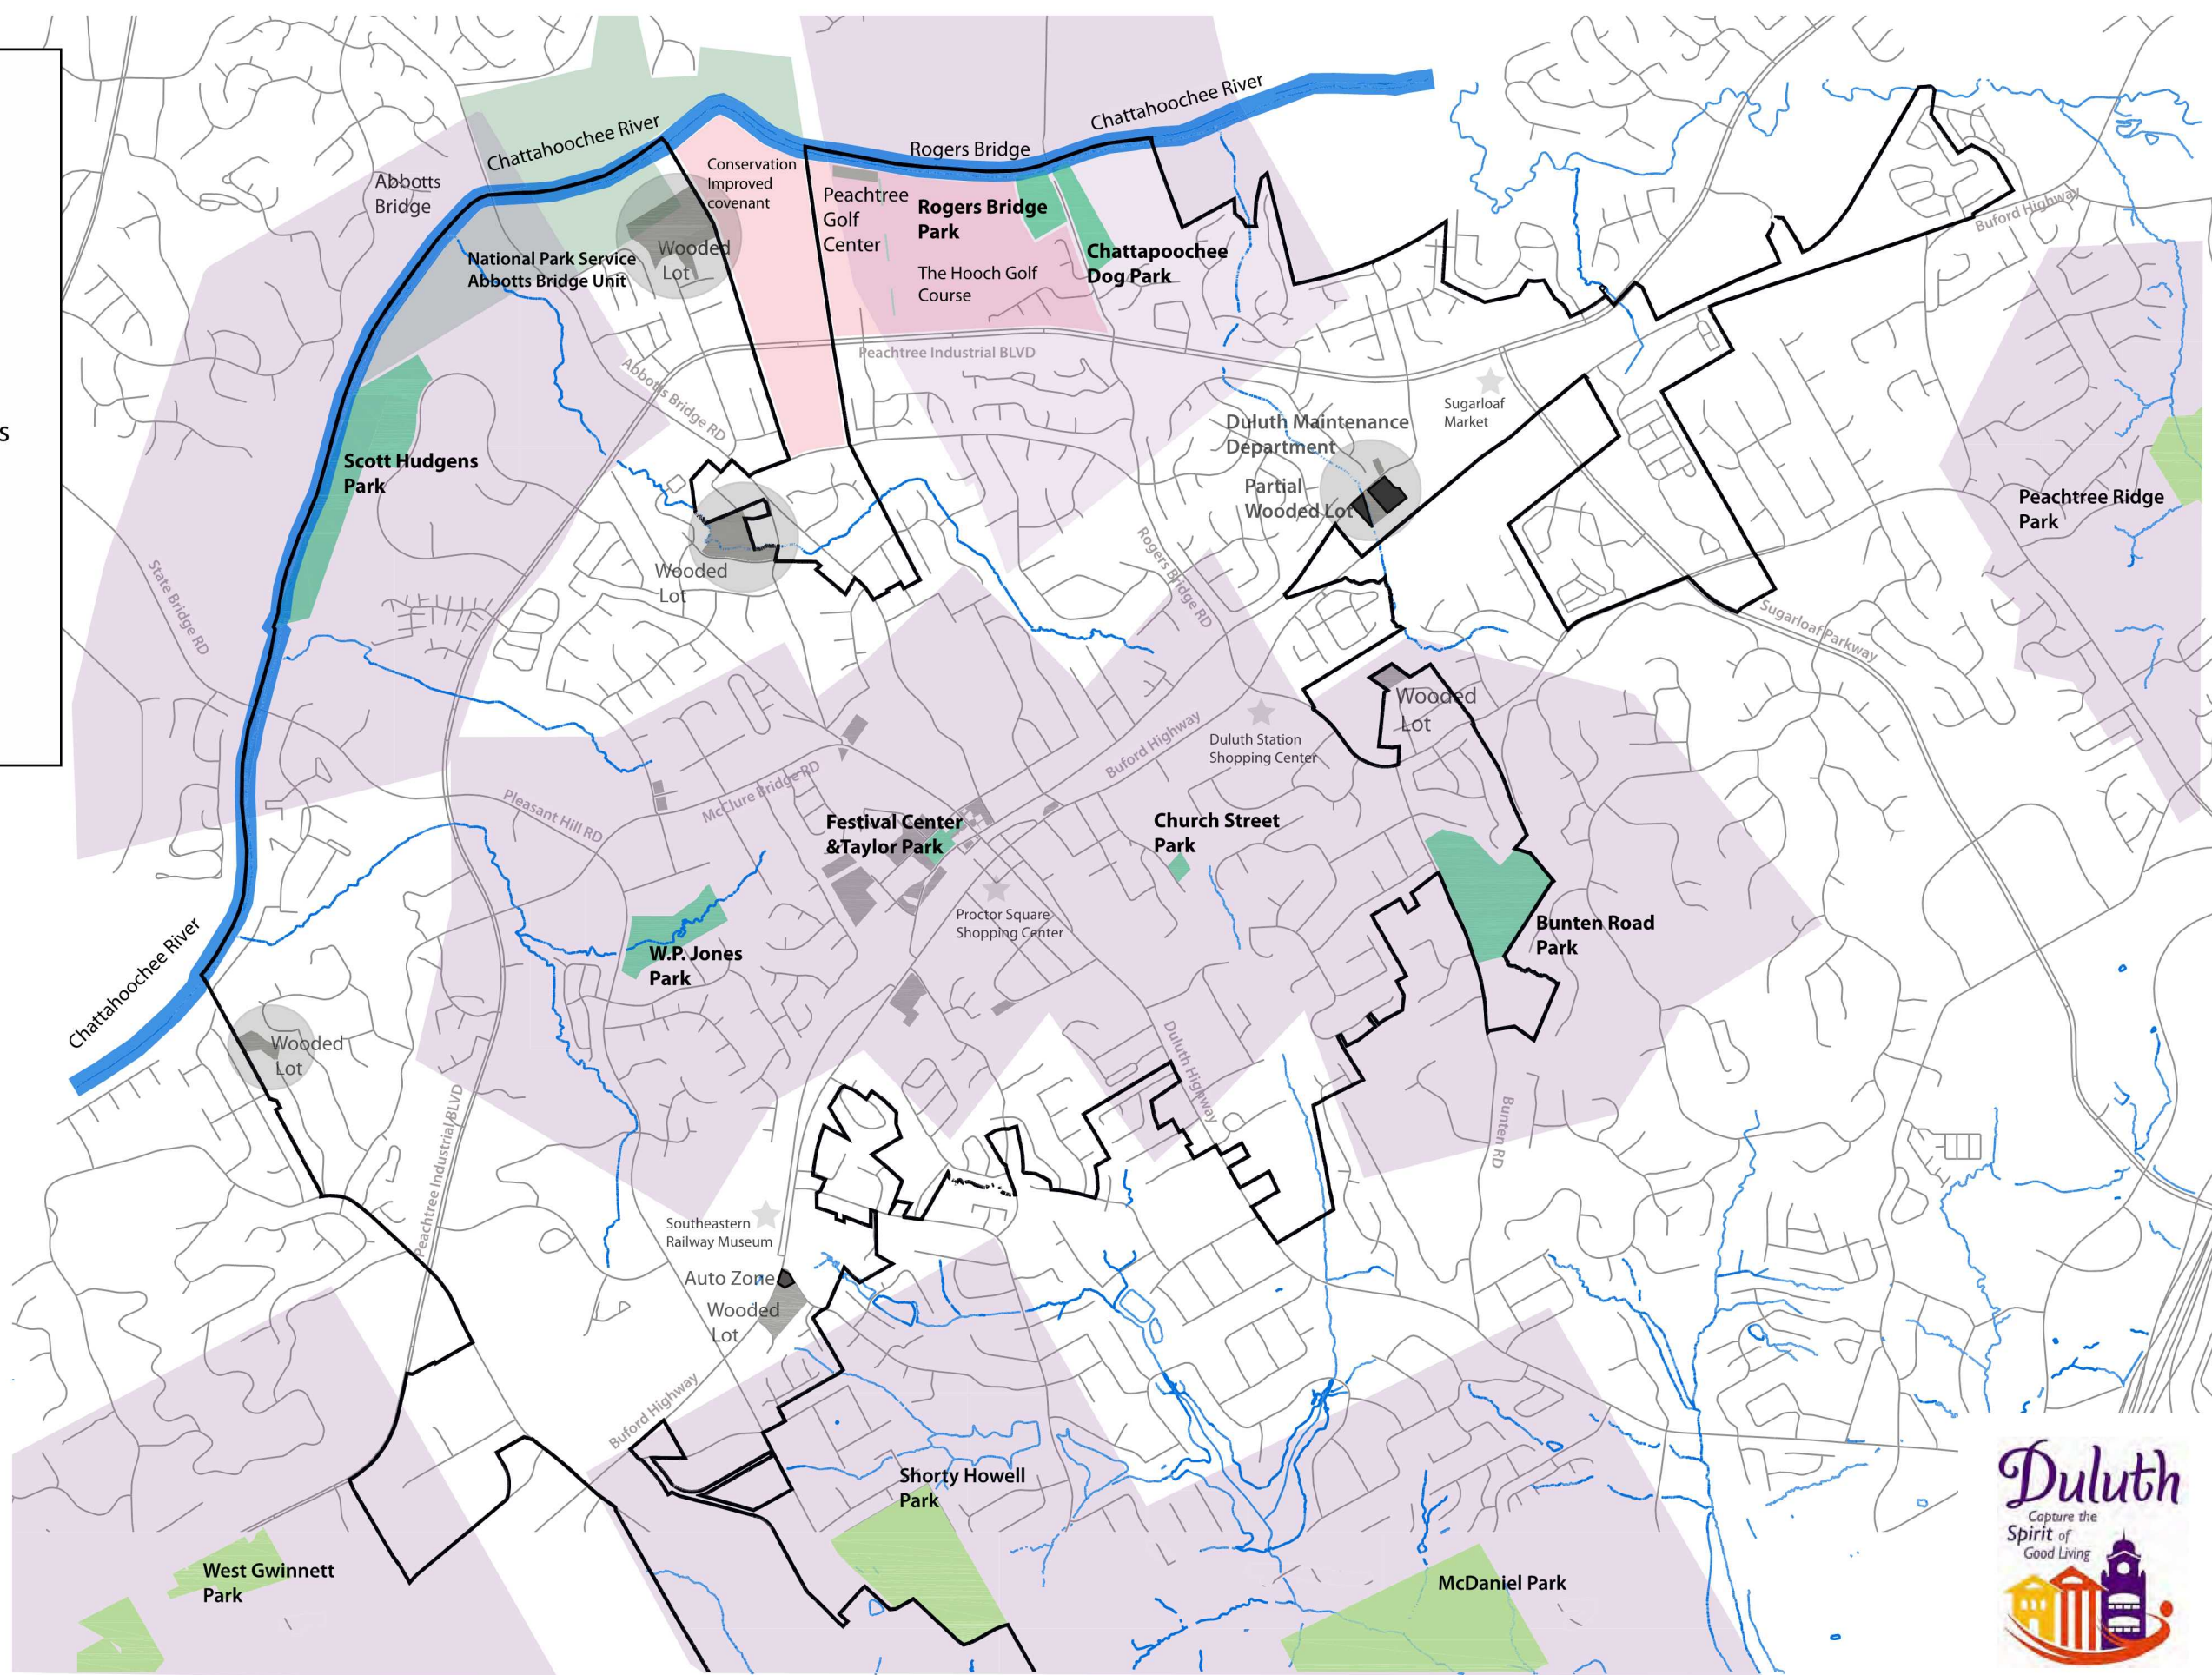 s
Chattahoochee River
Chattahoochee River
Rogers Bridge
Abbotts
Bridge
Conservation
Improved
covenant
Peachtree
Golf
Center
Rogers Bridge
Park
Buford Highway
Wooded
Lot
National Park Service
Abbotts Bridge Unit
Chattapoochee
Dog Park
The Hooch Golf
Course
Peachtree Industrial BLVD
Abbotts Bridge RD
Sugarloaf
Market
Duluth Maintenance
Department
Scott Hudgens
Park
Partial
Wooded Lot
Peachtree Ridge
Park
State Bridge RD
Wooded
Lot
Rogers Bridge RD
Sugarloaf Parkway
Wooded
Lot
Buford Highway
Duluth Station
Shopping Center
McClure Bridge RD
Pleasant Hill RD
Festival Center
&Taylor Park
Church Street
Park
Proctor Square
Shopping Center
Bunten Road
Park
W.P. Jones
Park
Chattahoochee River
Wooded
Lot
Duluth Highway
Peachtree Industrial BLVD
Bunten RD
Southeastern
Railway Museum
Auto Zone
Wooded
Lot
Buford Highway
Shorty Howell
Park
West Gwinnett
Park
McDaniel Park
Duluth
Capture the
Spirit of
Good Living